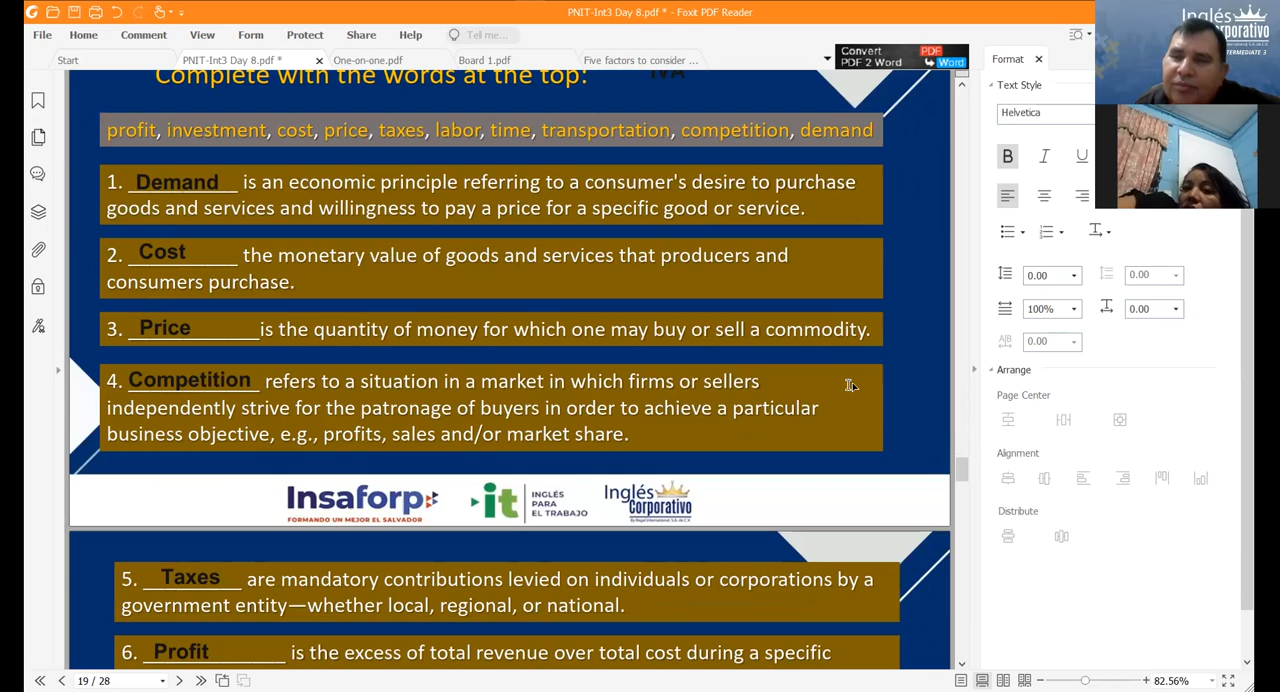 PNIT-Int3 Day 8.pdf * - Foxit PDF Reader
File Home Comment View Form Protect Share Help Tell me...
Start PNIT-Int3 Day 8.pdf * One-on-one.pdf Board 1.pdf Five factors to consider ...
Convert PDF
PDF 2 Word Word
Inglés
Corporativo
INTERMEDIATE 3
Format
Text Style
Helvetica
B I U
0.00 0.00
100% 0.00
0.01
Arrange
Page Center
Alignment
Distribute
Complete with the words at the top: IVA
profit, investment, cost, price, taxes, labor, time, transportation, competition, demand
1. Demand is an economic principle referring to a consumer's desire to purchase
goods and services and willingness to pay a price for a specific good or service.
2. Cost the monetary value of goods and services that producers and
consumers purchase.
3. Price is the quantity of money for which one may buy or sell a commodity.
4. Competition refers to a situation in a market in which firms or sellers
independently strive for the patronage of buyers in order to achieve a particular
business objective, e.g., profits, sales and/or market share.
Insaforp
FORMANDO UN MEJOR EL SALVADOR
it
INGLÉS
PARA
EL TRABAJO
Inglés
Corporativo
5. Taxes are mandatory contributions levied on individuals or corporations by a
government entity—whether local, regional, or national.
6. Profit is the excess of total revenue over total cost during a specific
19 / 28
82.56%